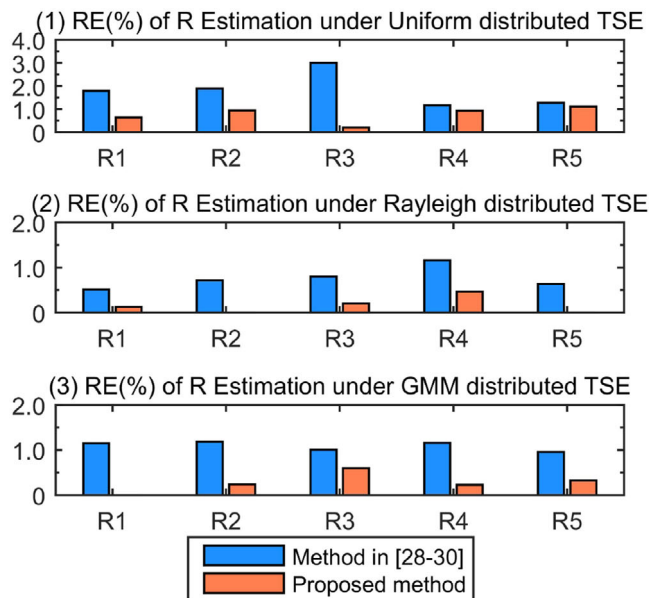 (1) RE(%) of R Estimation under Uniform distributed TSE
4.0
3.0
2.0
1.0
0
R1 R2 R3 R4 R5
(2) RE(%) of R Estimation under Rayleigh distributed TSE
2.0
1.0
0
R1 R2 R3 R4 R5
(3) RE(%) of R Estimation under GMM distributed TSE
2.0
1.0
0
R1 R2 R3 R4 R5
Method in [28-30]
Proposed method